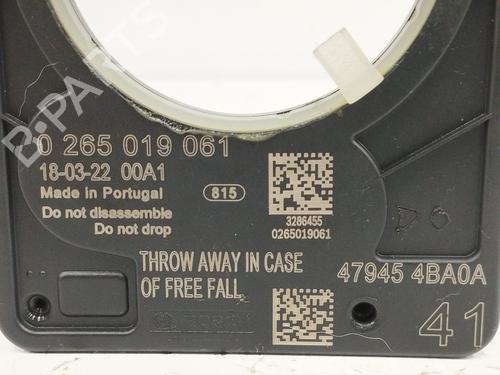 B-PARTS
0 265 019 061
18-03-22 00A1
Made in Portugal
815
Do not disassemble
Do not drop
3286455
0265019061
THROW AWAY IN CASE
OF FREE FALL
47945 4BA0A
41